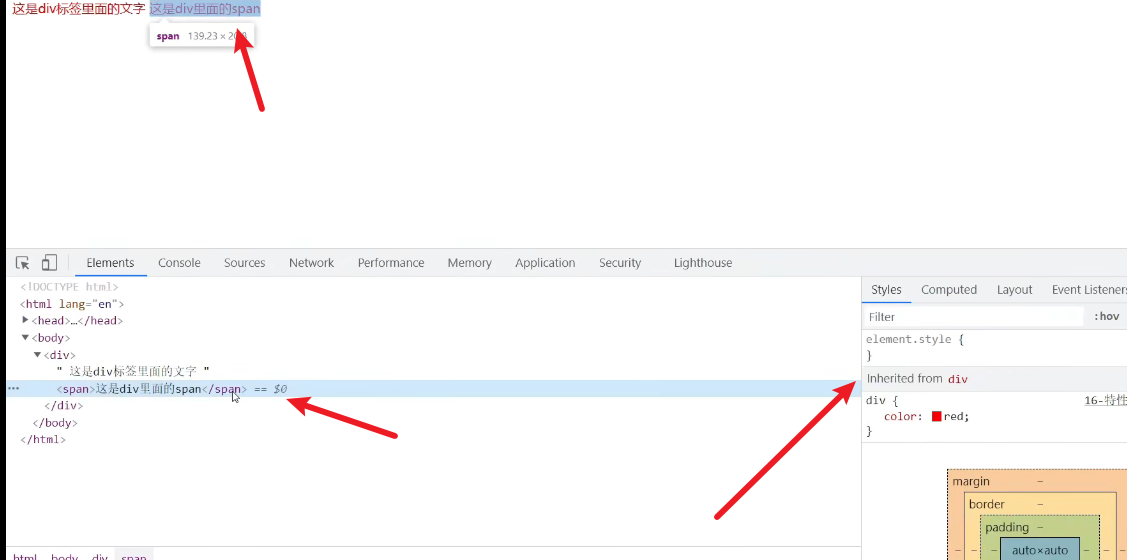 这是div标签里面的文字 这是div里面的span
span 139.23 × 20
Elements Console Sources Network Performance Memory Application Security Lighthouse
<!DOCTYPE html>
<html lang="en">
<head>…</head>
<body>
<div>
" 这是div标签里面的文字 "
<span>这是div里面的span</span> == $0
</div>
</body>
</html>
html body div span
Styles Computed Layout Event Listeners
Filter :hov
element.style {
}
Inherited from div
div { 16-特性
color: red;
}
margin –
border –
padding –
– – – auto×auto – – –